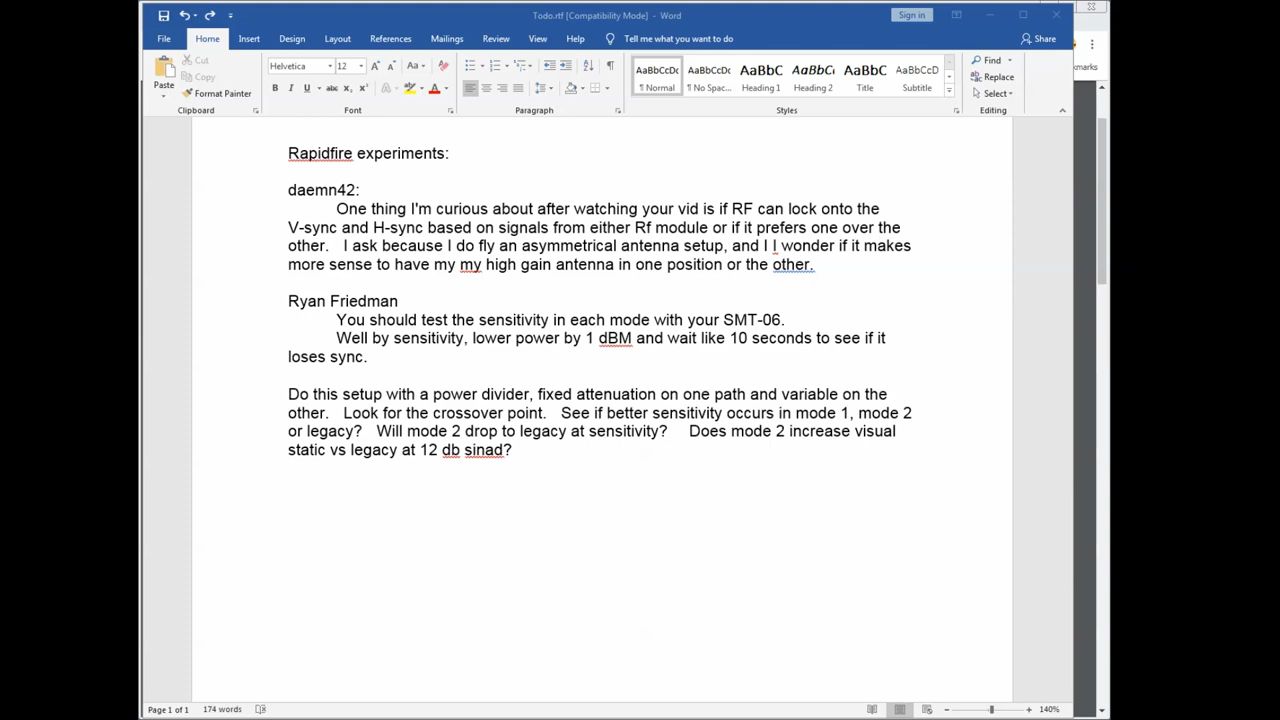 Todo.rtf [Compatibility Mode] - Word
Sign in
File Home Insert Design Layout References Mailings Review View Help Tell me what you want to do Share
kmarks
Paste
Cut
Copy
Format Painter
Clipboard
Helvetica 12
Font
Paragraph
AaBbCcDc AaBbCcDc AaBbC AaBbC AaBbC AaBbCcD
¶ Normal ¶ No Spac... Heading 1 Heading 2 Title Subtitle
Styles
Find
Replace
Select
Editing
Rapidfire experiments:
daemn42:
One thing I'm curious about after watching your vid is if RF can lock onto the
V-sync and H-sync based on signals from either Rf module or if it prefers one over the
other. I ask because I do fly an asymmetrical antenna setup, and I I wonder if it makes
more sense to have my my high gain antenna in one position or the other.
Ryan Friedman
You should test the sensitivity in each mode with your SMT-06.
Well by sensitivity, lower power by 1 dBM and wait like 10 seconds to see if it
loses sync.
Do this setup with a power divider, fixed attenuation on one path and variable on the
other. Look for the crossover point. See if better sensitivity occurs in mode 1, mode 2
or legacy? Will mode 2 drop to legacy at sensitivity? Does mode 2 increase visual
static vs legacy at 12 db sinad?
Page 1 of 1 174 words 140%